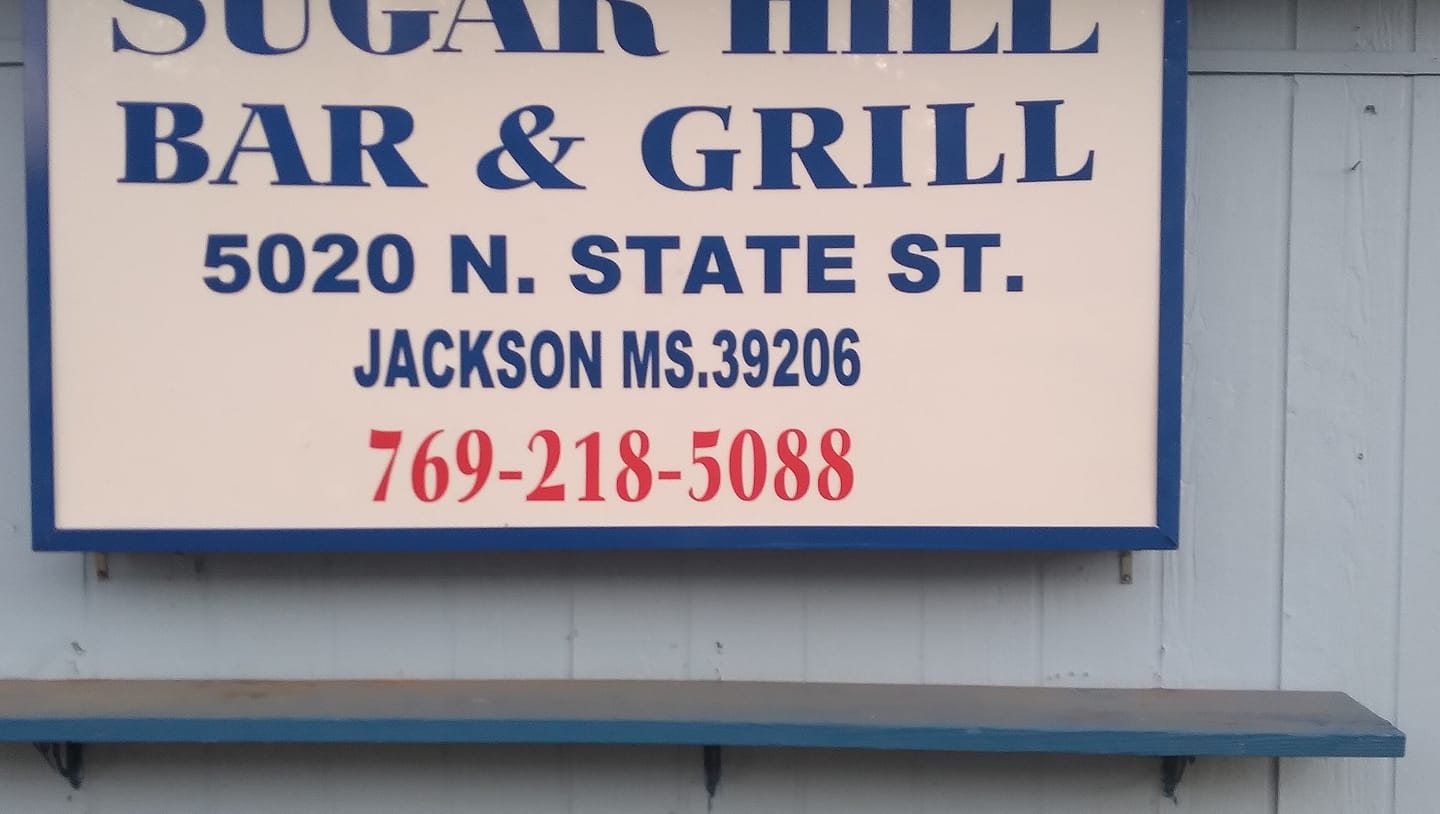 SUGAR HILL
BAR & GRILL
5020 N. STATE ST.
JACKSON MS.39206
769-218-5088